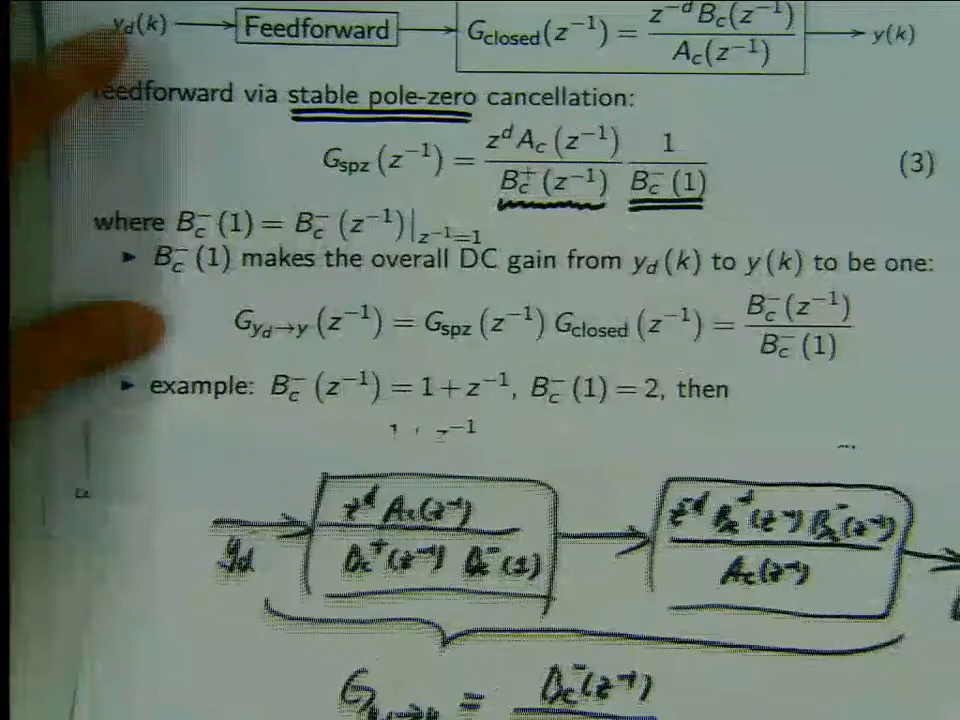 y_d(k) → Feedforward → G_closed(z^{-1}) = z^{-d} B_c(z^{-1}) / A_c(z^{-1}) → y(k)
eedforward via stable pole-zero cancellation:
G_spz(z^{-1}) = z^d A_c(z^{-1}) / B_c^+(z^{-1}) 1 / B_c^-(1) (3)
where B_c^-(1) = B_c^-(z^{-1})|_{z^{-1}=1}
► B_c^-(1) makes the overall DC gain from y_d(k) to y(k) to be one:
G_{y_d→y}(z^{-1}) = G_spz(z^{-1}) G_closed(z^{-1}) = B_c^-(z^{-1}) / B_c^-(1)
► example: B_c^-(z^{-1}) = 1 + z^{-1}, B_c^-(1) = 2, then
y_d → z^d A_c(z^{-1}) / B_c^+(z^{-1}) B_c^-(1) → z^{-d} B_c^+(z^{-1}) B_c^-(z^{-1}) / A_c(z^{-1}) →
G = B_c^-(z^{-1})